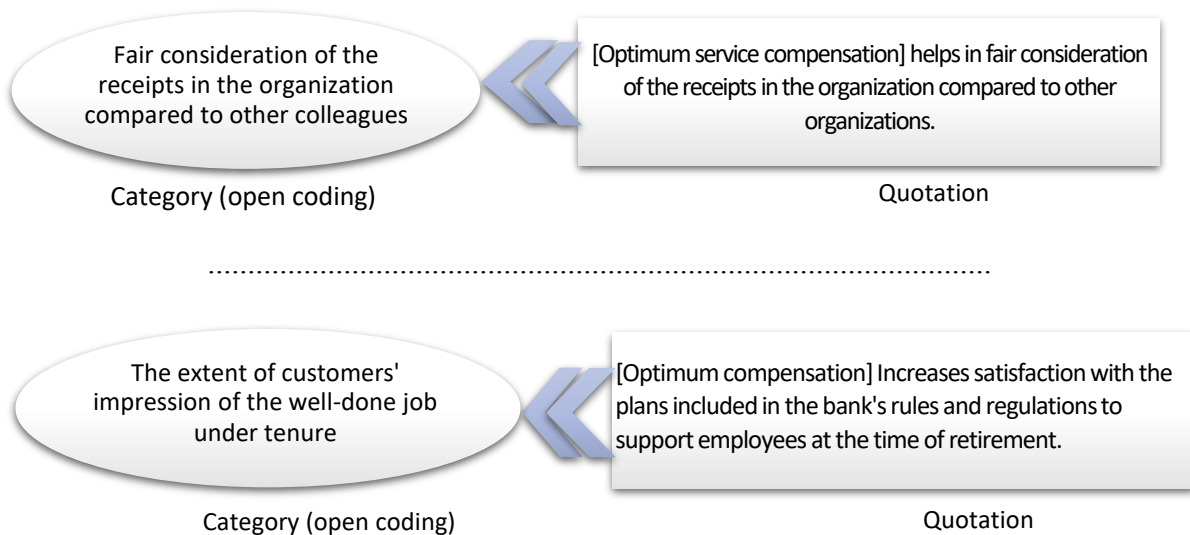 Fair consideration of the
receipts in the organization
compared to other colleagues
[Optimum service compensation] helps in fair consideration
of the receipts in the organization compared to other
organizations.
Category (open coding)
Quotation
..................................................................................................
The extent of customers'
impression of the well-done job
under tenure
[Optimum compensation] Increases satisfaction with the
plans included in the bank's rules and regulations to
support employees at the time of retirement.
Category (open coding)
Quotation